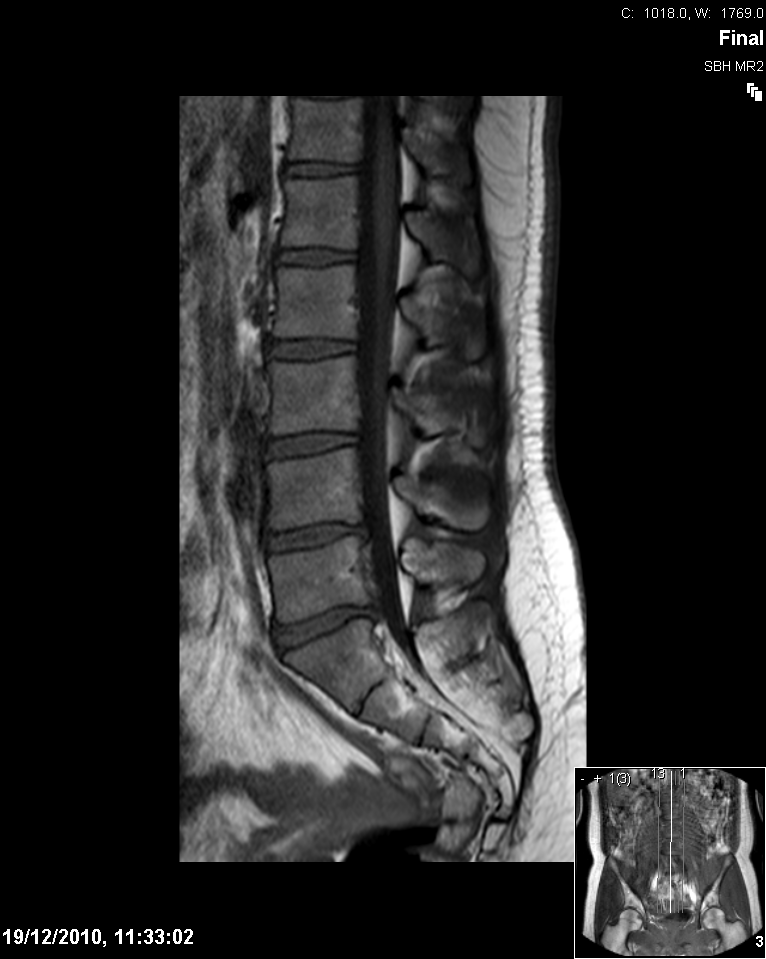 C: 1018.0, W: 1769.0
Final
SBH MR2
- + 1(3) 13 1
3
19/12/2010, 11:33:02